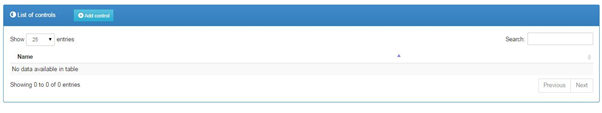 List of controls Add control
Show 25 entries Search:
Name
No data available in table
Showing 0 to 0 of 0 entries Previous Next